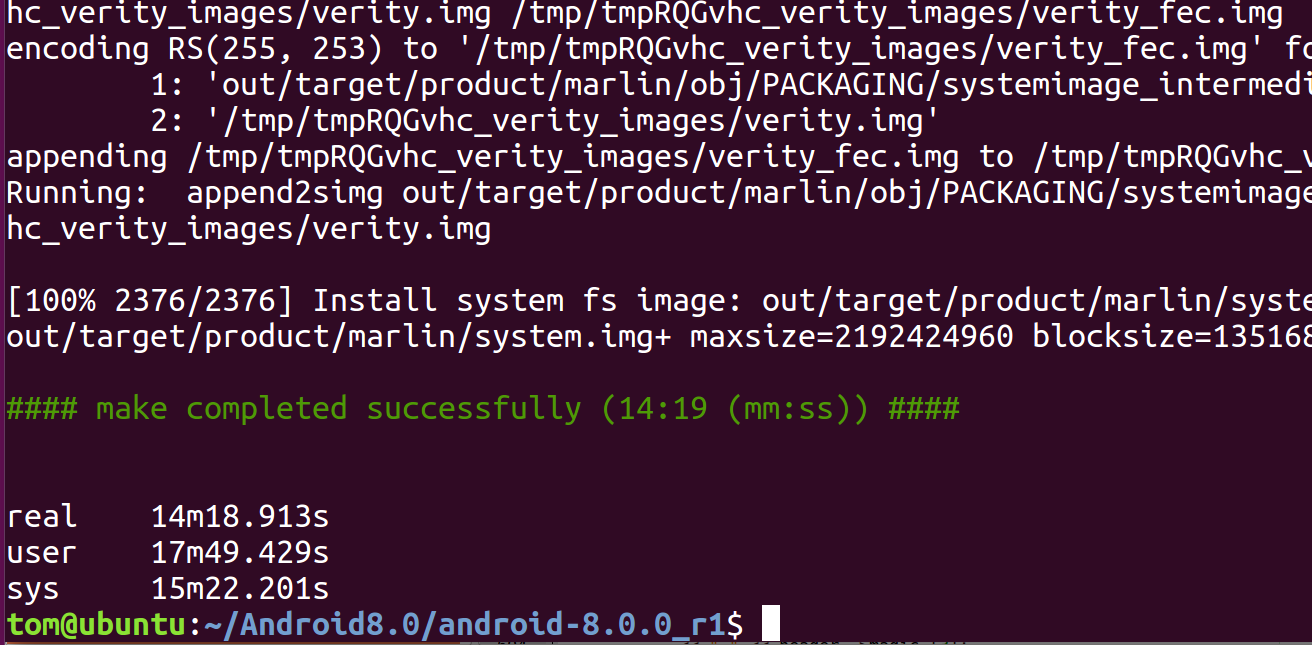 hc_verity_images/verity.img /tmp/tmpRQGvhc_verity_images/verity_fec.img
encoding RS(255, 253) to '/tmp/tmpRQGvhc_verity_images/verity_fec.img' fo
1: 'out/target/product/marlin/obj/PACKAGING/systemimage_intermedi
2: '/tmp/tmpRQGvhc_verity_images/verity.img'
appending /tmp/tmpRQGvhc_verity_images/verity_fec.img to /tmp/tmpRQGvhc_v
Running:  append2simg out/target/product/marlin/obj/PACKAGING/systemimage
hc_verity_images/verity.img
[100% 2376/2376] Install system fs image: out/target/product/marlin/syste
out/target/product/marlin/system.img+ maxsize=2192424960 blocksize=135168
#### make completed successfully (14:19 (mm:ss)) ####
real    14m18.913s
user    17m49.429s
sys     15m22.201s
tom@ubuntu:~/Android8.0/android-8.0.0_r1$